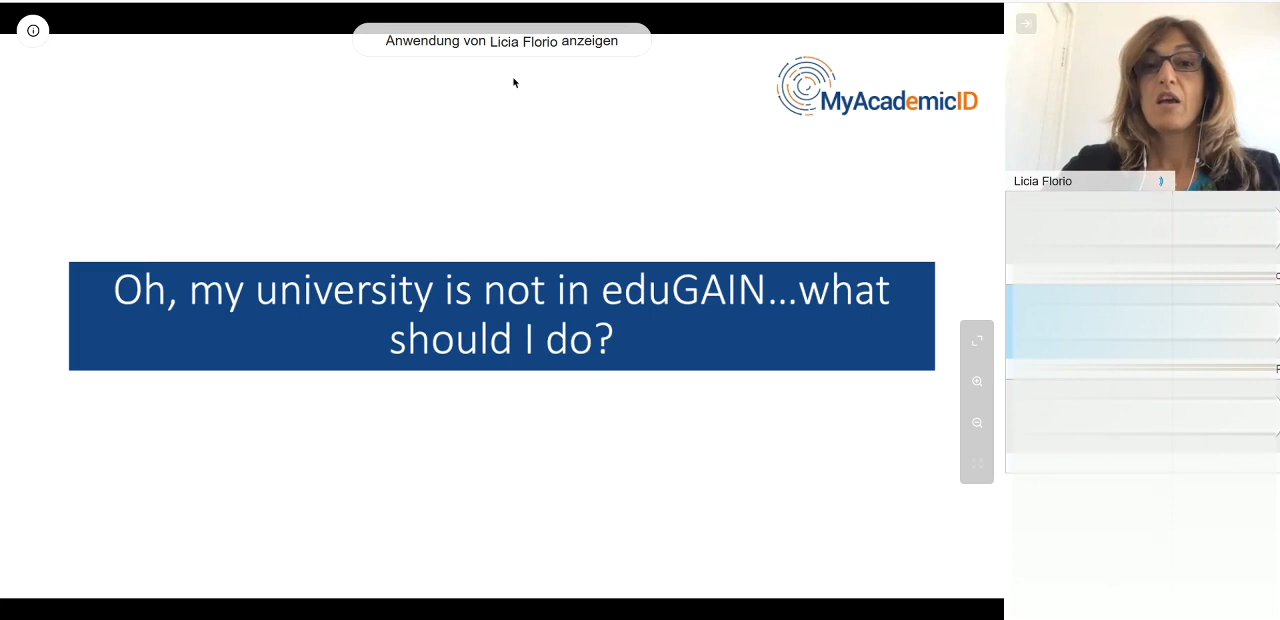 Anwendung von Licia Florio anzeigen
MyAcademicID
Licia Florio
Oh, my university is not in eduGAIN...what
should I do?